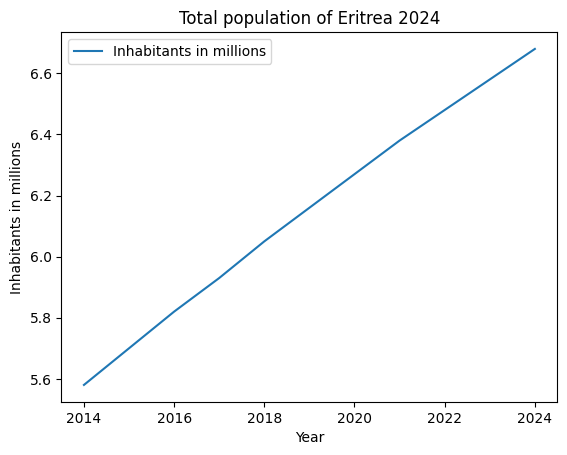 Total population of Eritrea 2024
Inhabitants in millions
Inhabitants in millions
6.6
6.4
6.2
6.0
5.8
5.6
2014 2016 2018 2020 2022 2024
Year